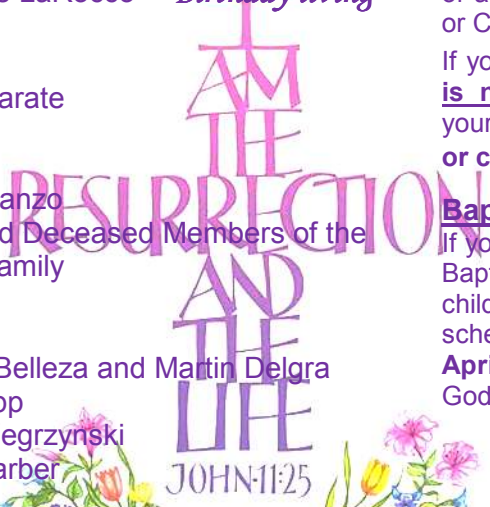 Birthday living
arate
anzo
d Deceased Members of the
amily
Belleza and Martin Delgra
op
egrzynski
arber
I
AM
THE
RESURRECTION
AND
THE
LIFE
JOHN·11:25
or C
If yo
is n
your
or c
Bap
If yo
Bap
child
sche
Apri
God